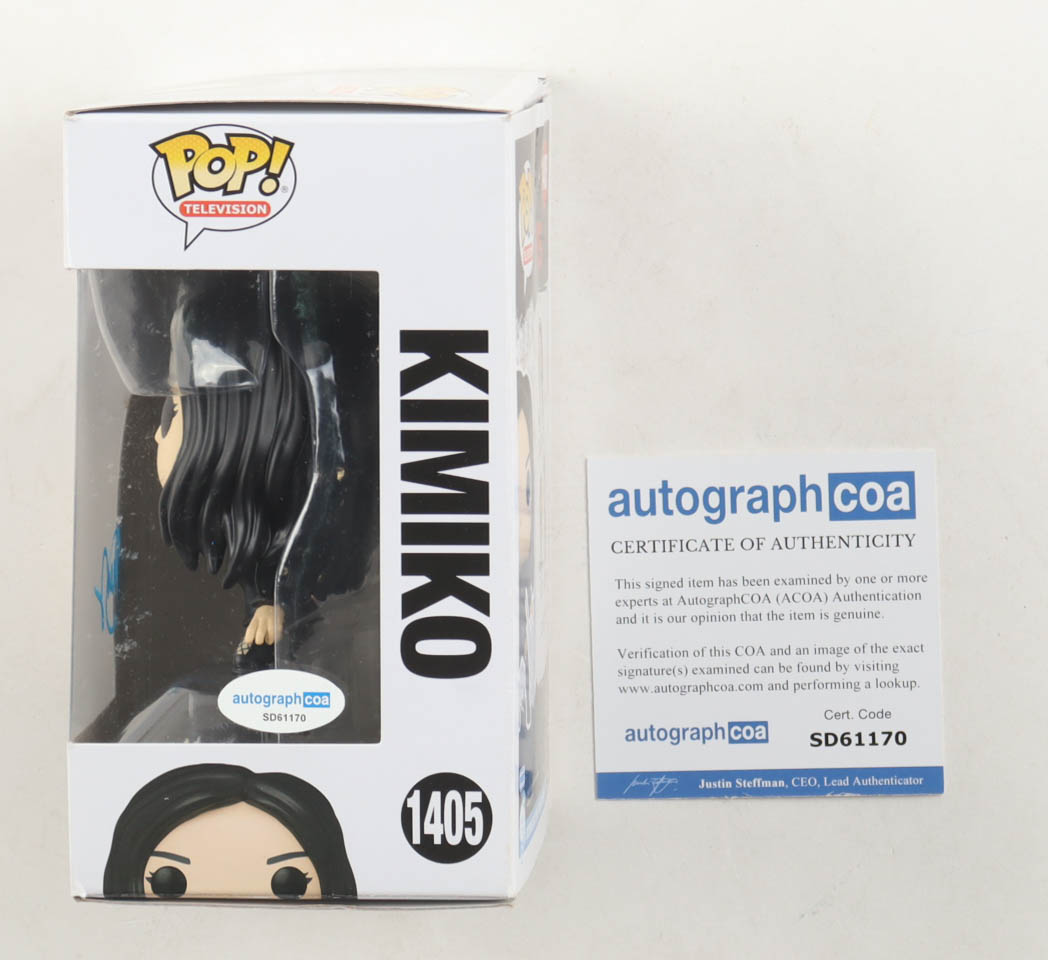 POP!
TELEVISION
KIMIKO
autographcoa
SD61170
1405
autographcoa
CERTIFICATE OF AUTHENTICITY
This signed item has been examined by one or more
experts at AutographCOA (ACOA) Authentication
and it is our opinion that the item is genuine.
Verification of this COA and an image of the exact
signature(s) examined can be found by visiting
www.autographcoa.com and performing a lookup.
autographcoa
Cert. Code
SD61170
Justin Steffman, CEO, Lead Authenticator